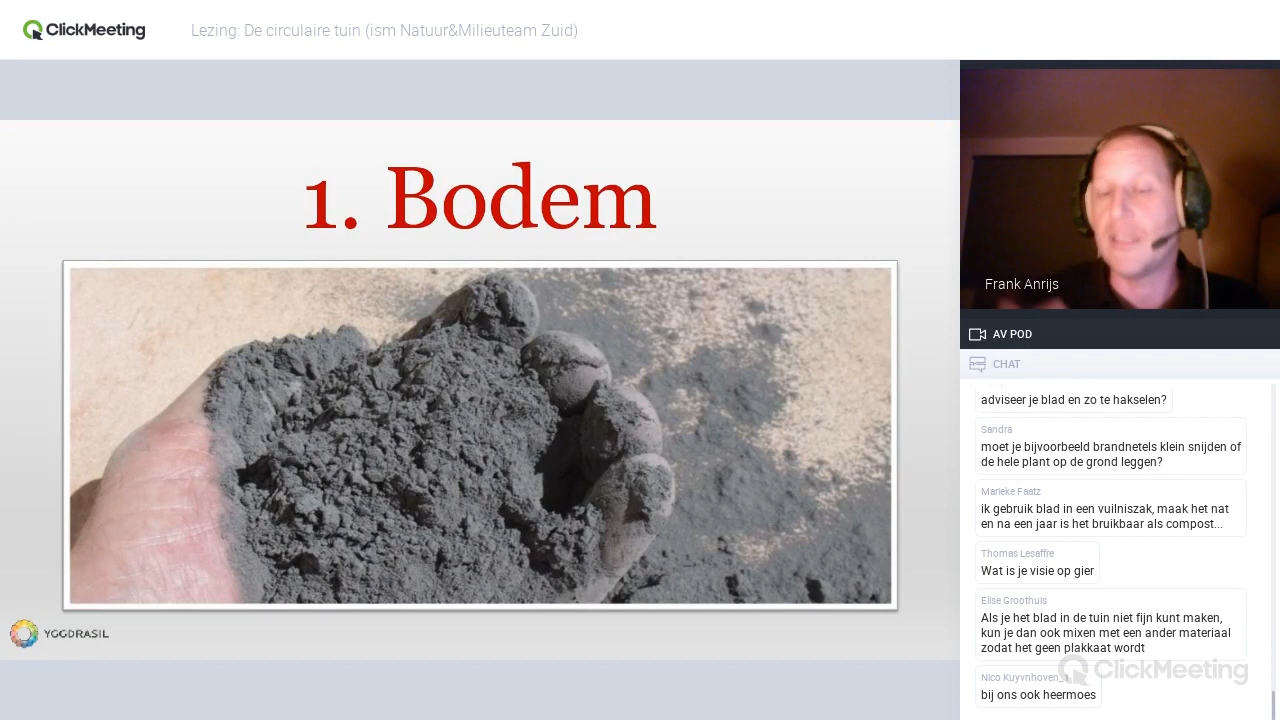 ClickMeeting
Lezing: De circulaire tuin (ism Natuur&Milieuteam Zuid)
1. Bodem
YGGDRASIL
Frank Anrijs
AV POD
CHAT
adviseer je blad en zo te hakselen?
Sandra
moet je bijvoorbeeld brandnetels klein snijden of
de hele plant op de grond leggen?
Marieke Faatz
ik gebruik blad in een vuilniszak, maak het nat
en na een jaar is het bruikbaar als compost...
Thomas Lesaffre
Wat is je visie op gier
Elise Groothuis
Als je het blad in de tuin niet fijn kunt maken,
kun je dan ook mixen met een ander materiaal
zodat het geen plakkaat wordt
ClickMeeting
Nico Kuyvnhoven_1
bij ons ook heermoes